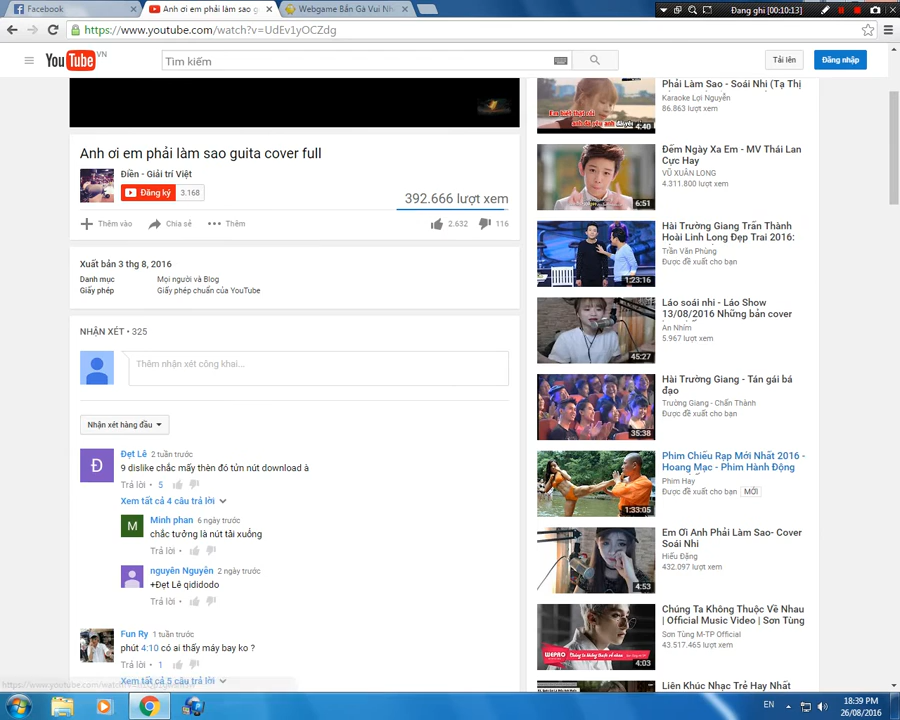 Facebook
Anh ơi em phải làm sao g
Webgame Bắn Gà Vui Nh
Đang ghi [00:10:13]
https://www.youtube.com/watch?v=UdEv1yOCZdg
YouTube VN
Tìm kiếm
Tải lên
Đăng nhập
Anh ơi em phải làm sao guita cover full
Điền - Giải trí Việt
Đăng ký 3.168
392.666 lượt xem
Thêm vào Chia sẻ Thêm
2.632 116
Xuất bản 3 thg 8, 2016
Danh mục Mọi người và Blog
Giấy phép Giấy phép chuẩn của YouTube
NHẬN XÉT • 325
Thêm nhận xét công khai...
Nhận xét hàng đầu
Đ
Đẹt Lê 2 tuần trước
9 dislike chắc mấy thèn đó tứn nút download à
Trả lời • 5
Xem tất cả 4 câu trả lời
M
Minh phan 6 ngày trước
chắc tưởng là nút tải xuống
Trả lời •
nguyên Nguyễn 2 ngày trước
+Đẹt Lê qididodo
Trả lời •
Fun Ry 1 tuần trước
phút 4:10 có ai thấy máy bay ko ?
Trả lời • 1
Xem tất cả 5 câu trả lời
Phải Làm Sao - Soái Nhi (Tạ Thị
Karaoke Lợi Nguyễn
86.863 lượt xem
4:40
Đếm Ngày Xa Em - MV Thái Lan
Cực Hay
VŨ XUÂN LONG
4.311.800 lượt xem
6:51
Hài Trường Giang Trấn Thành
Hoài Linh Long Đẹp Trai 2016:
Trần Văn Phùng
Được đề xuất cho bạn
1:23:16
Láo soái nhi - Láo Show
13/08/2016 Những bản cover
An Nhím
5.967 lượt xem
45:27
Hài Trường Giang - Tán gái bá
đạo
Trường Giang - Chấn Thành
Được đề xuất cho bạn
35:38
Phim Chiếu Rạp Mới Nhất 2016 -
Hoang Mạc - Phim Hành Động
Phim Hay
Được đề xuất cho bạn MỚI
1:33:05
Em Ơi Anh Phải Làm Sao- Cover
Soái Nhi
Hiếu Đặng
432.097 lượt xem
4:53
Chúng Ta Không Thuộc Về Nhau
| Official Music Video | Sơn Tùng
Sơn Tùng M-TP Official
43.517.465 lượt xem
WEPRO
4:03
Liên Khúc Nhạc Trẻ Hay Nhất
EN
18:39 PM
26/08/2016